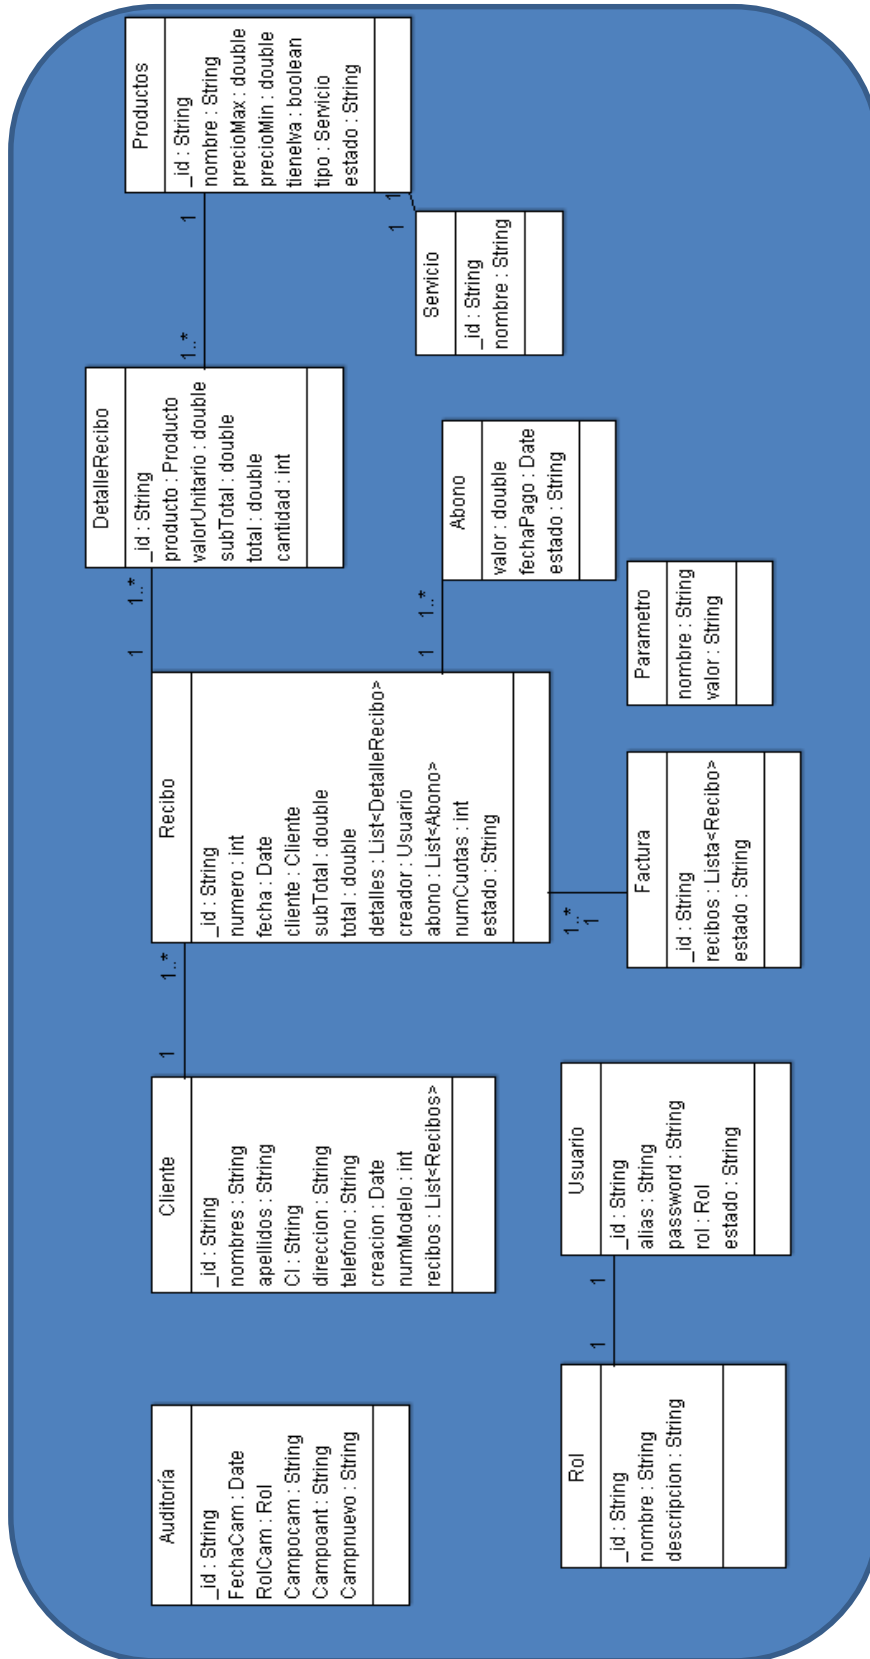 Auditoría
_id : String
FechaCam : Date
RolCam : Rol
Campocam : String
Campoant : String
Campnuevo : String
Cliente
_id : String
nombres : String
apellidos : String
CI : String
direccion : String
telefono : String
creacion : Date
numModelo : int
recibos : List<Recibos>
1
1..*
Recibo
_id : String
numero : int
fecha : Date
cliente : Cliente
subTotal : double
total : double
detalles : List<DetalleRecibo>
creador : Usuario
abono : List<Abono>
numCuotas : int
estado : String
1
1..*
DetalleRecibo
_id : String
producto : Producto
valorUnitario : double
subTotal : double
total : double
cantidad : int
1..*
1
Productos
_id : String
nombre : String
precioMax : double
precioMin : double
tieneIva : boolean
tipo : Servicio
estado : String
1
1
Servicio
_id : String
nombre : String
1
1..*
Abono
valor : double
fechaPago : Date
estado : String
Rol
_id : String
nombre : String
descripcion : String
1
1
Usuario
_id : String
alias : String
password : String
rol : Rol
estado : String
1..*
1
Factura
_id : String
recibos : Lista<Recibo>
estado : String
Parametro
nombre : String
valor : String